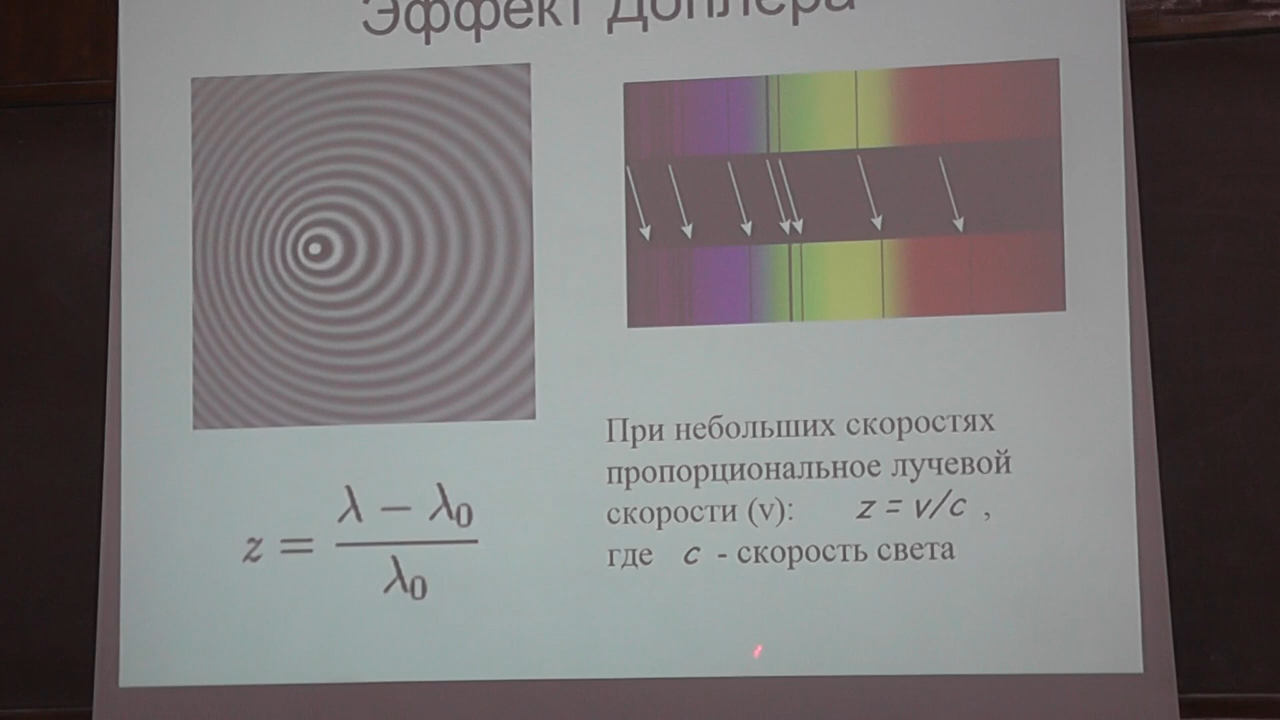 Эффект Доплера
z = λ − λ₀ / λ₀
При небольших скоростях
пропорциональное лучевой
скорости (v): z = v/c ,
где c - скорость света